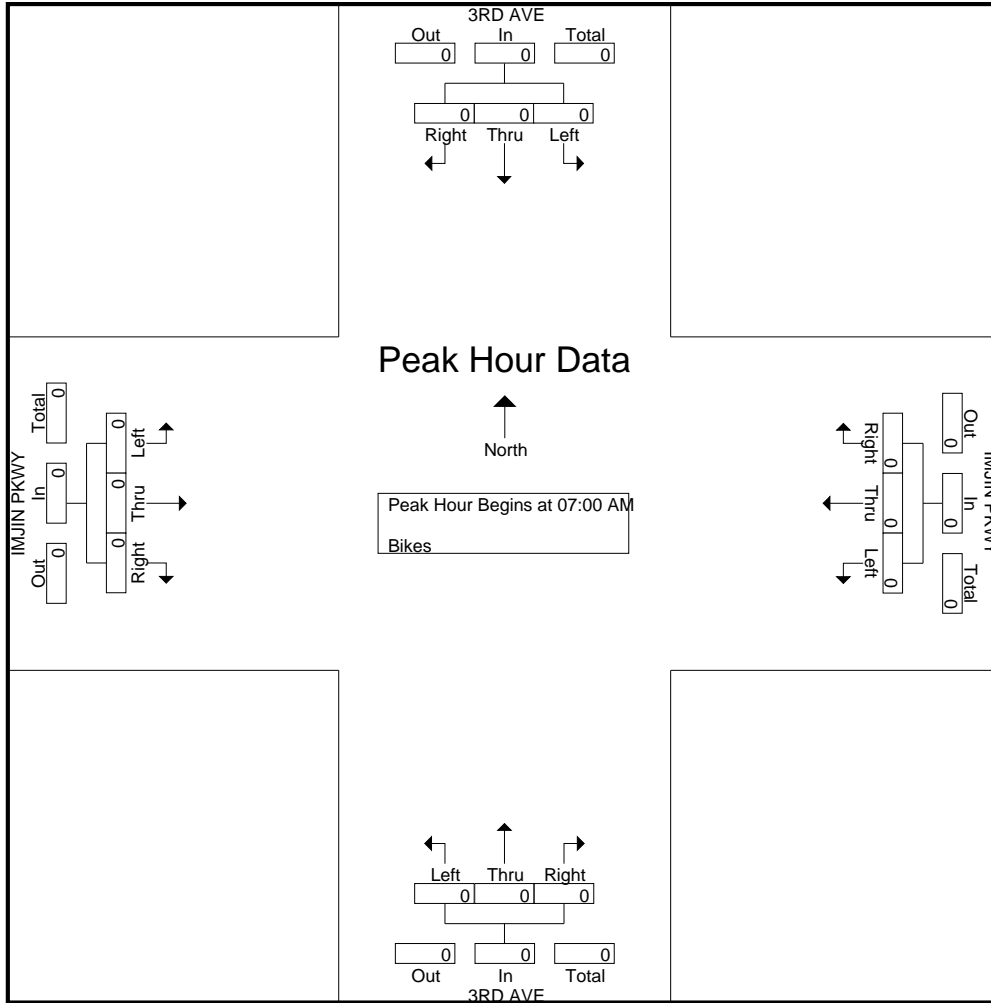 3RD AVE
Out In Total
0 0 0
0 0 0
Right Thru Left
Peak Hour Data
North
Peak Hour Begins at 07:00 AM
Bikes
IMJIN PKWY
Total In Out
0 0 0
0 0 0
Left Thru Right
IMJIN PKWY
Out In Total
0 0 0
0 0 0
Right Thru Left
Left Thru Right
0 0 0
0 0 0
Out In Total
3RD AVE